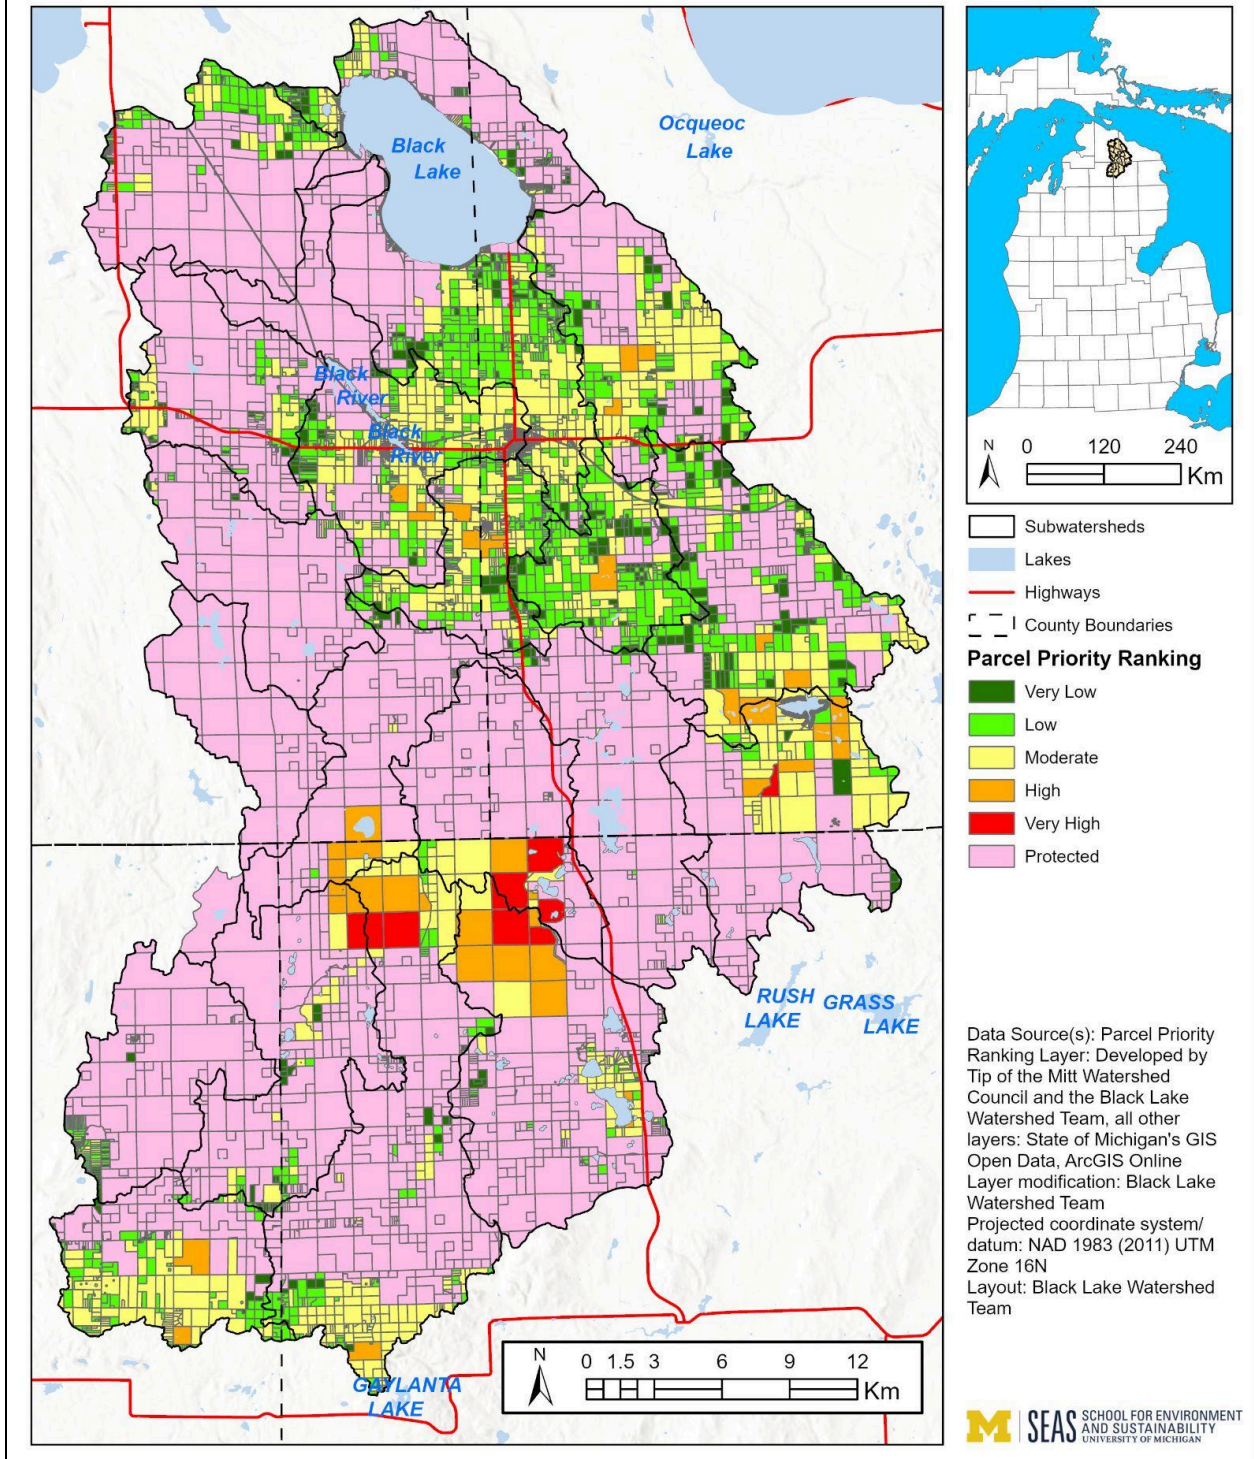 Black
Lake
Ocqueoc
Lake
Black
River
Black
River
RUSH
LAKE
GRASS
LAKE
GAYLANTA
LAKE
N
0 1.5 3 6 9 12
Km
N
0 120 240
Km
Subwatersheds
Lakes
Highways
County Boundaries
Parcel Priority Ranking
Very Low
Low
Moderate
High
Very High
Protected
Data Source(s): Parcel Priority
Ranking Layer: Developed by
Tip of the Mitt Watershed
Council and the Black Lake
Watershed Team, all other
layers: State of Michigan's GIS
Open Data, ArcGIS Online
Layer modification: Black Lake
Watershed Team
Projected coordinate system/
datum: NAD 1983 (2011) UTM
Zone 16N
Layout: Black Lake Watershed
Team
M SEAS SCHOOL FOR ENVIRONMENT
AND SUSTAINABILITY
UNIVERSITY OF MICHIGAN